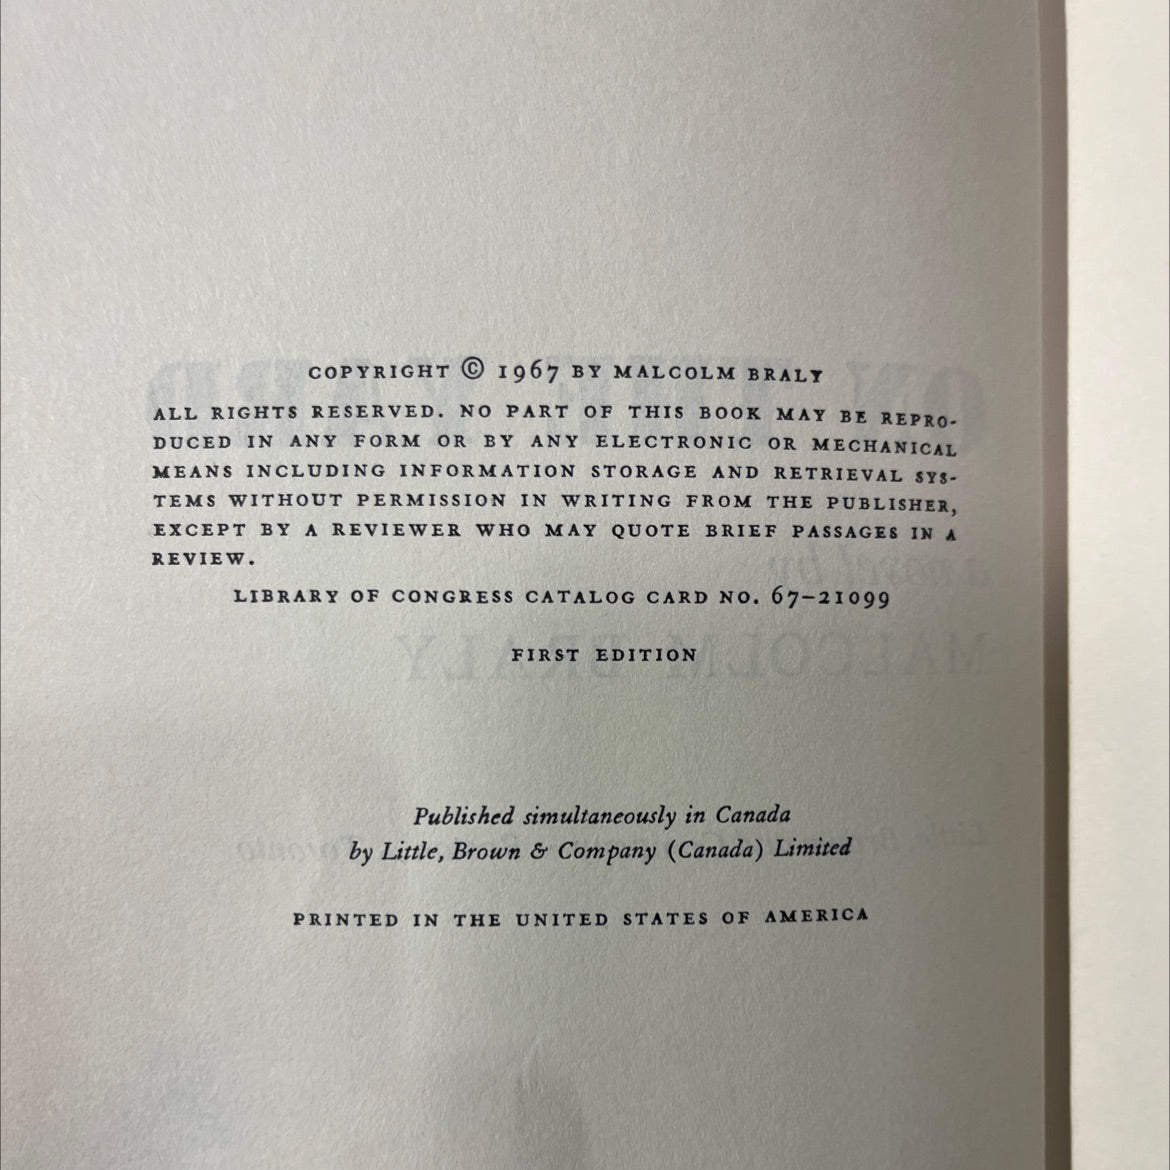 COPYRIGHT © 1967 BY MALCOLM BRALY
ALL RIGHTS RESERVED. NO PART OF THIS BOOK MAY BE REPRO-
DUCED IN ANY FORM OR BY ANY ELECTRONIC OR MECHANICAL
MEANS INCLUDING INFORMATION STORAGE AND RETRIEVAL SYS-
TEMS WITHOUT PERMISSION IN WRITING FROM THE PUBLISHER,
EXCEPT BY A REVIEWER WHO MAY QUOTE BRIEF PASSAGES IN A
REVIEW.
LIBRARY OF CONGRESS CATALOG CARD NO. 67–21099
FIRST EDITION
Published simultaneously in Canada
by Little, Brown & Company (Canada) Limited
PRINTED IN THE UNITED STATES OF AMERICA